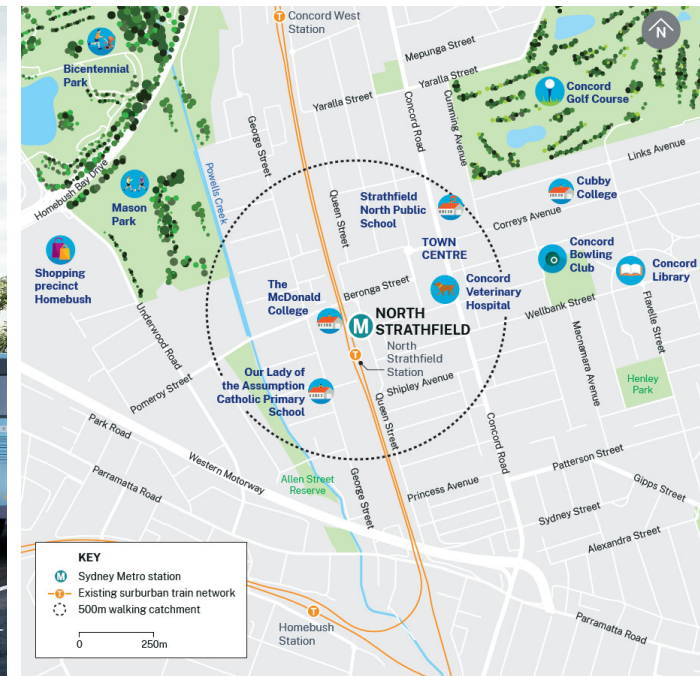 Concord West
Station
N
Mepunga Street
Bicentennial
Park
Yaralla Street
Yaralla Street
Concord
Golf Course
George Street
Concord Road
Cumming Avenue
Links Avenue
Homebush Bay Drive
Powells Creek
Mason
Park
Queen Street
Strathfield
North Public
School
Cubby
College
Correys Avenue
Shopping
precinct
Homebush
TOWN
CENTRE
Concord
Bowling
Club
Concord
Library
The
McDonald
College
Beronga Street
Concord
Veterinary
Hospital
Wellbank Street
Flavelle Street
M
NORTH
STRATHFIELD
T
North
Strathfield
Station
Underwood Road
Macnamara Avenue
Pomeroy Street
Our Lady of
the Assumption
Catholic Primary
School
Shipley Avenue
Henley
Park
Queen Street
Concord Road
Park Road
Western Motorway
Parramatta Road
Allen Street
Reserve
George Street
Princess Avenue
Patterson Street
Gipps Street
Sydney Street
Alexandra Street
KEY
M Sydney Metro station
T Existing surburban train network
500m walking catchment
0 250m
T
Homebush
Station
Parramatta Road